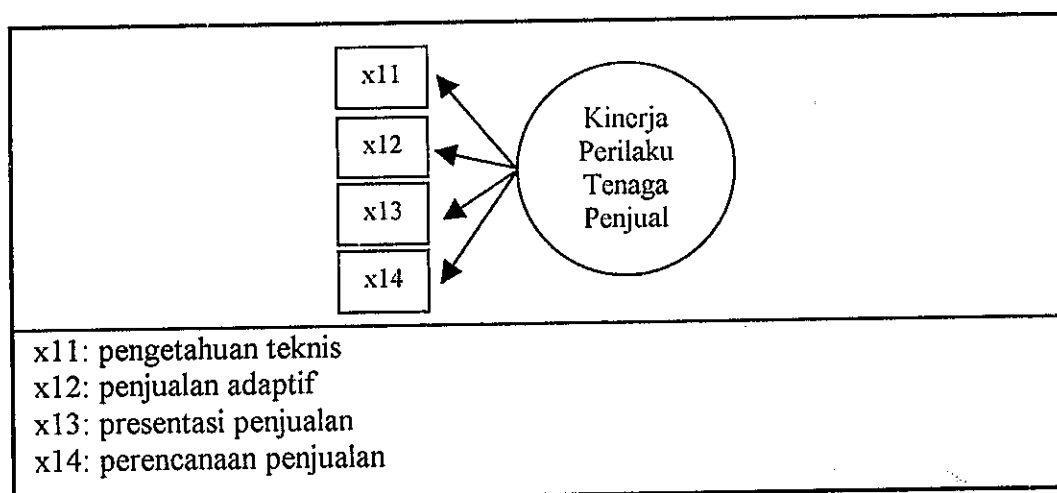 x11
x12
x13
x14
Kinerja
Perilaku
Tenaga
Penjual
x11: pengetahuan teknis
x12: penjualan adaptif
x13: presentasi penjualan
x14: perencanaan penjualan